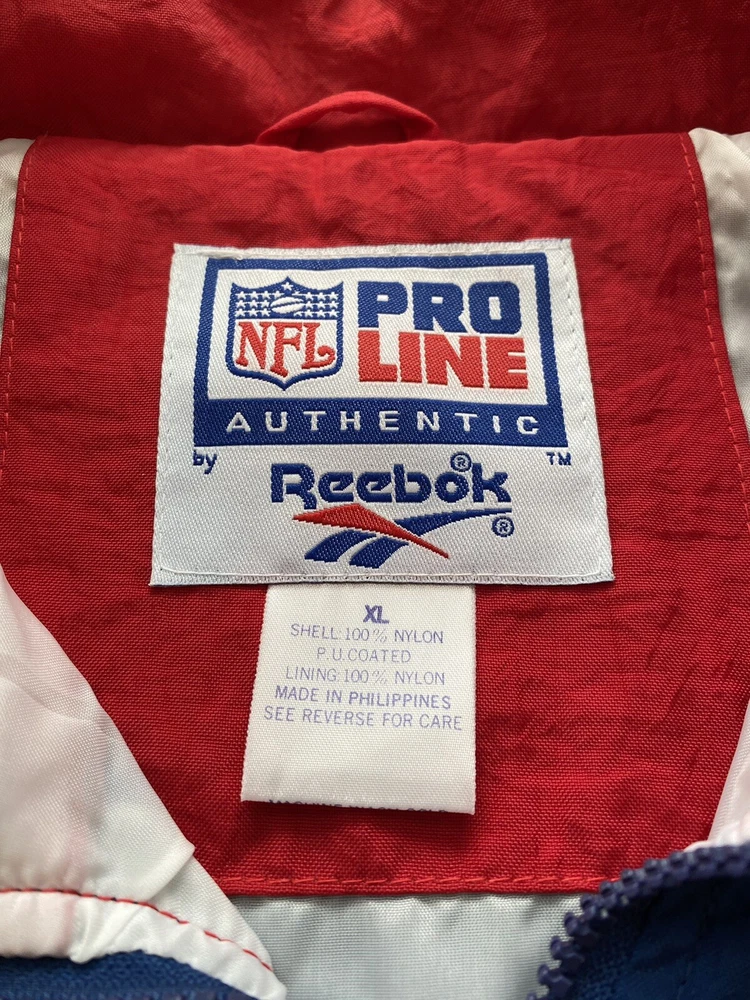 NFL
PRO
LINE
AUTHENTIC
by
TM
Reebok®
®
XL
SHELL:100% NYLON
P.U.COATED
LINING:100% NYLON
MADE IN PHILIPPINES
SEE REVERSE FOR CARE